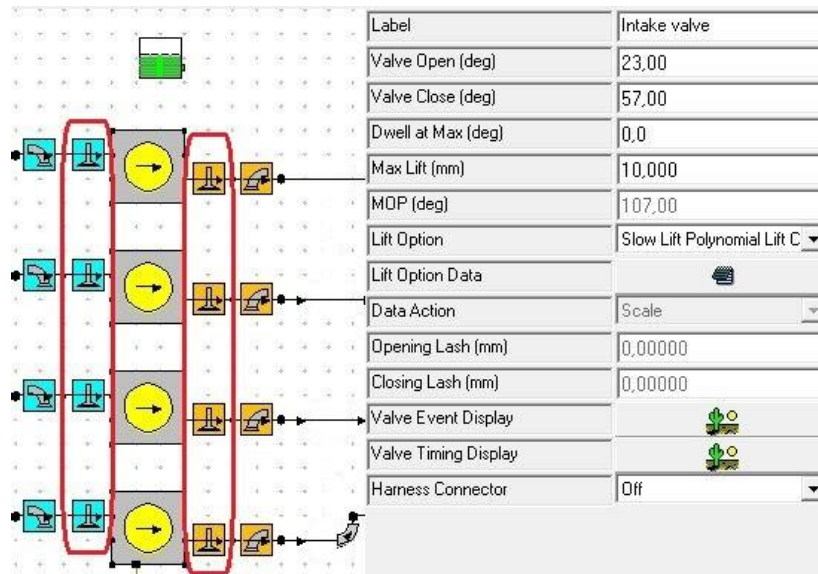 Label Intake valve
Valve Open (deg) 23,00
Valve Close (deg) 57,00
Dwell at Max (deg) 0,0
Max Lift (mm) 10,000
MOP (deg) 107,00
Lift Option Slow Lift Polynomial Lift C
Lift Option Data
Data Action Scale
Opening Lash (mm) 0,00000
Closing Lash (mm) 0,00000
Valve Event Display
Valve Timing Display
Harness Connector Off